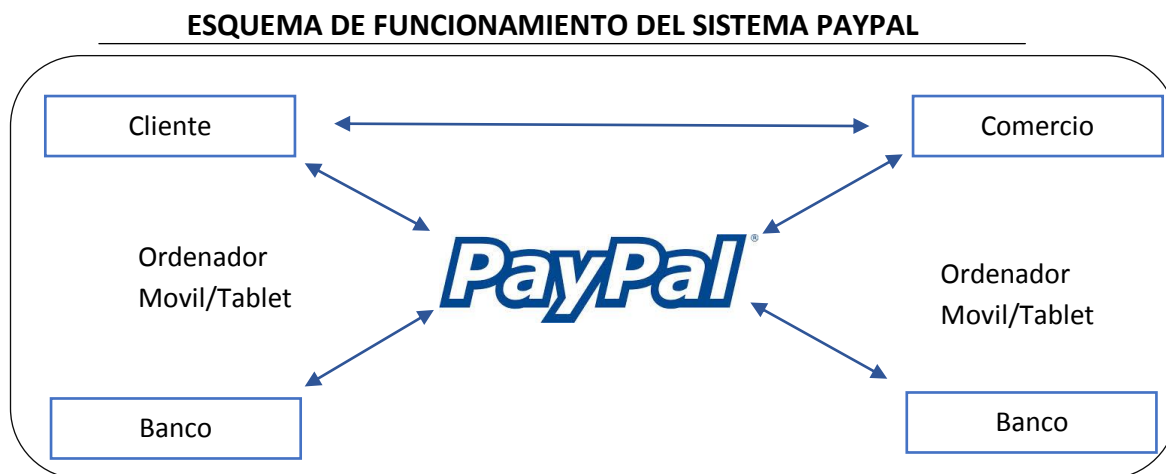 ESQUEMA DE FUNCIONAMIENTO DEL SISTEMA PAYPAL
Cliente
Comercio
PayPal®
Ordenador
Movil/Tablet
Ordenador
Movil/Tablet
Banco
Banco